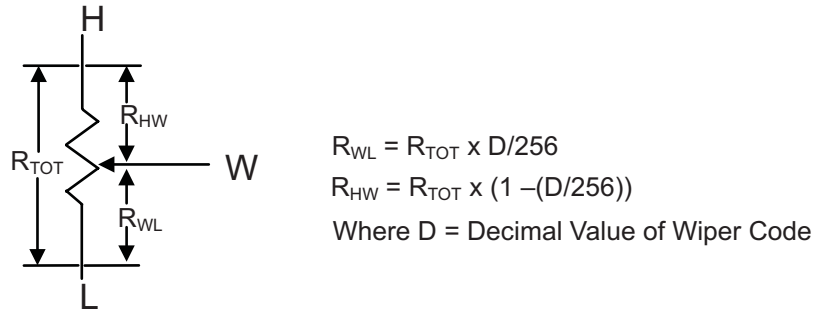 H
R_HW
R_TOT
W
R_WL
L
R_WL = R_TOT x D/256
R_HW = R_TOT x (1 –(D/256))
Where D = Decimal Value of Wiper Code